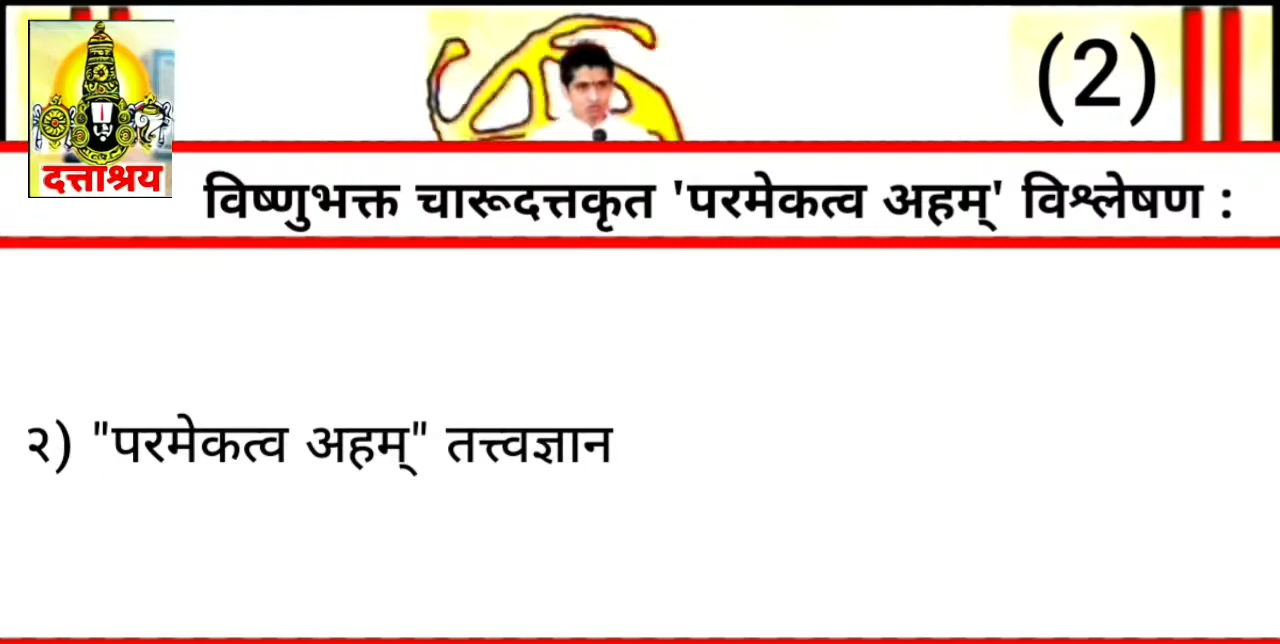 (2)
दत्ताश्रय
विष्णुभक्त चारूदत्तकृत 'परमेकत्व अहम्' विश्लेषण :
२) "परमेकत्व अहम्" तत्त्वज्ञान